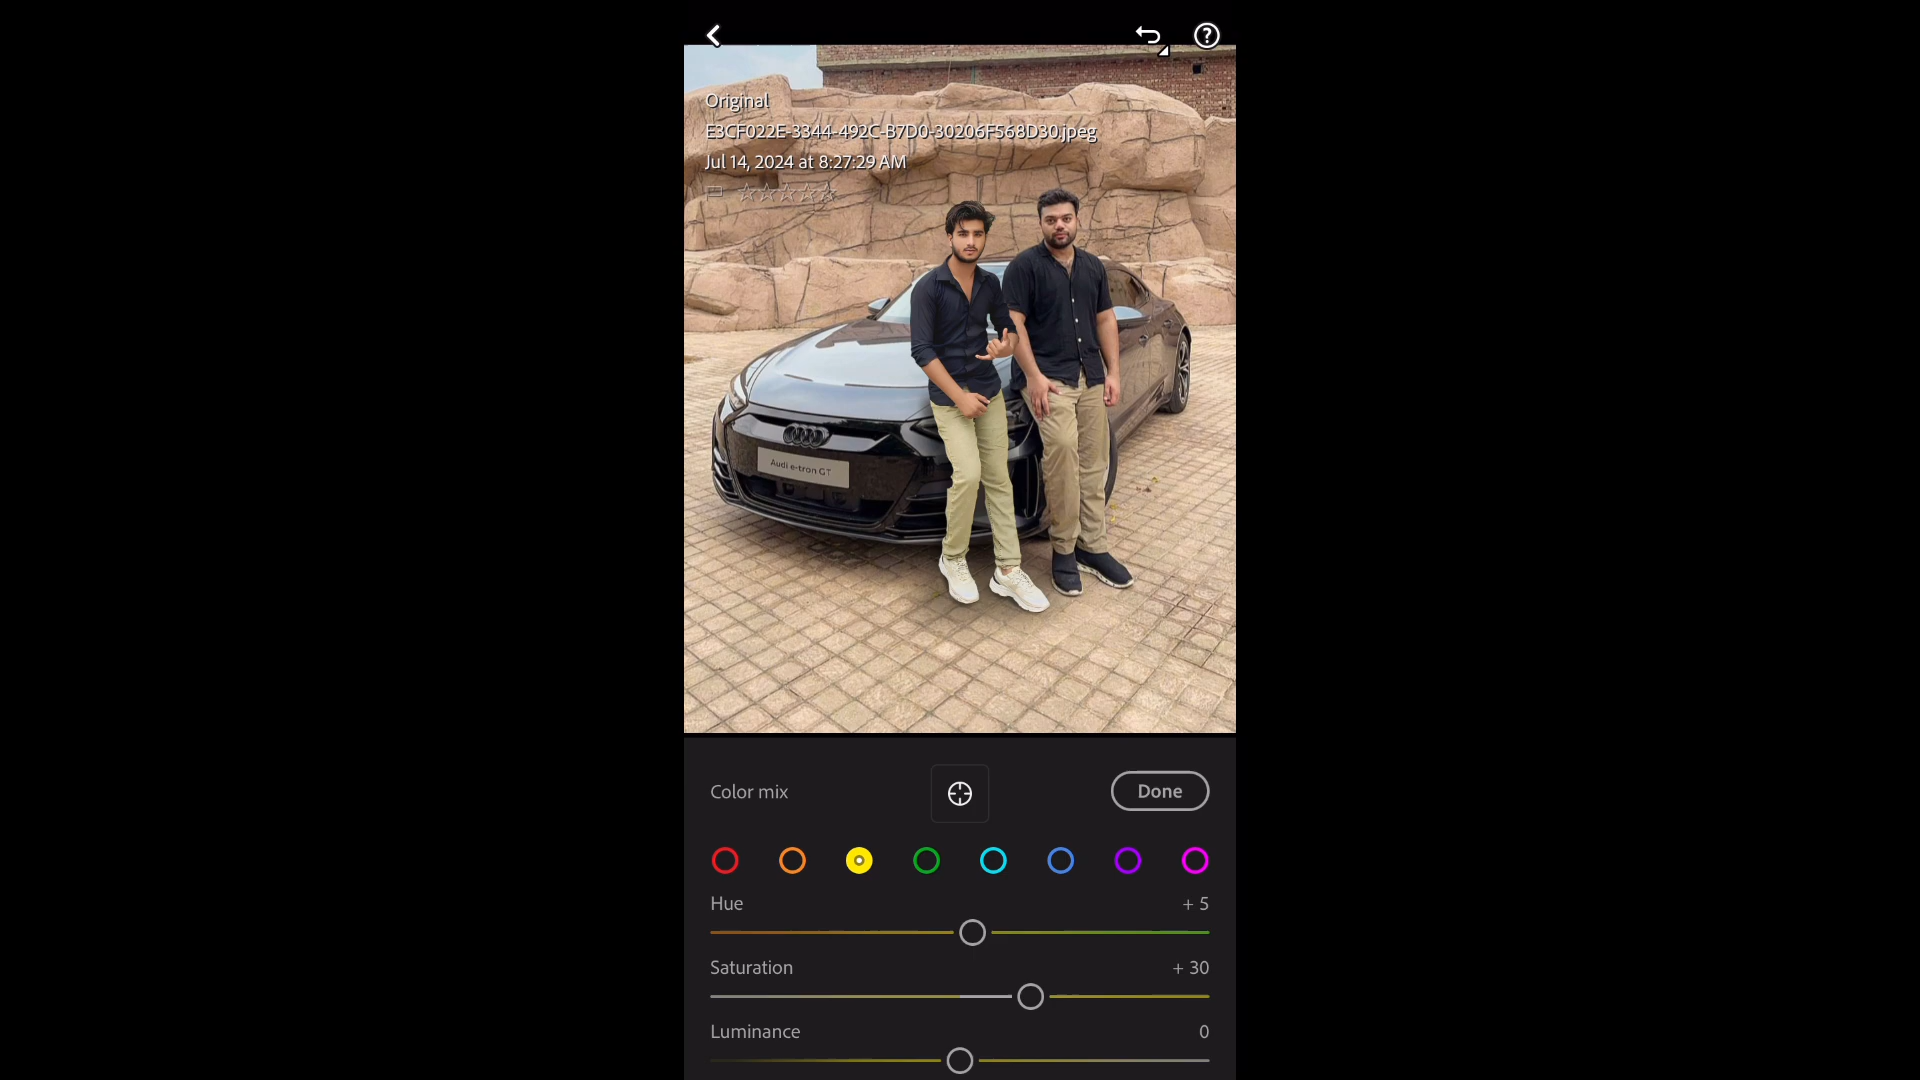 Original
E3CF022E-3344-492C-B7D0-30206F568D30.jpeg
Jul 14, 2024 at 8:27:29 AM
Audi e-tron GT
Color mix
Done
Hue
+ 5
Saturation
+ 30
Luminance
0